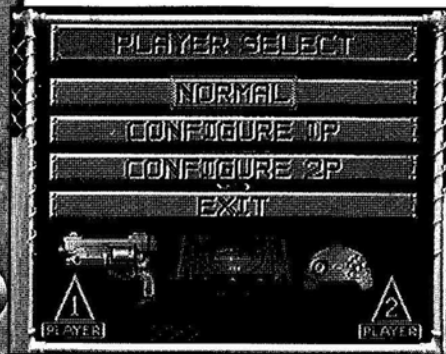 PLAYER SELECT
NORMAL
CONFIGURE 1P
CONFIGURE 2P
EXIT
1
PLAYER
2
PLAYER